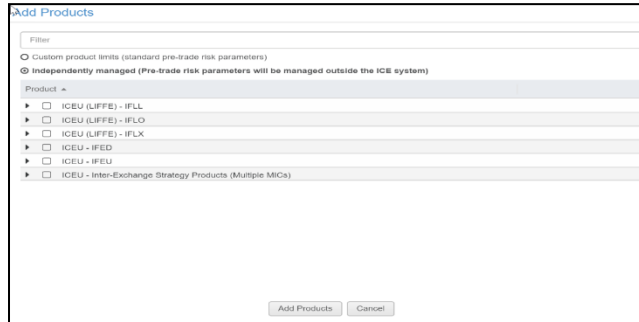 Add Products
Filter
Custom product limits (standard pre-trade risk parameters)
Independently managed (Pre-trade risk parameters will be managed outside the ICE system)
Product
ICEU (LIFFE) - IFLL
ICEU (LIFFE) - IFLO
ICEU (LIFFE) - IFLX
ICEU - IFED
ICEU - IFEU
ICEU - Inter-Exchange Strategy Products (Multiple MICs)
Add Products Cancel